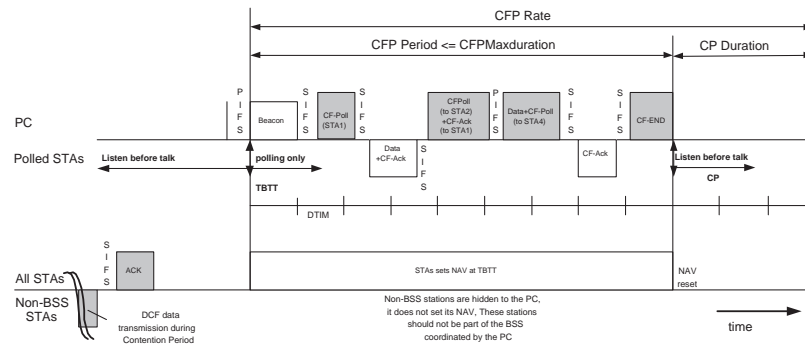 CFP Rate
CFP Period <= CFPMaxduration
CP Duration
PC
P
I
F
S
Beacon
S
I
F
S
CF-Poll
(STA1)
S
I
F
S
CFPoll
(to STA2)
+CF-Ack
(to STA1)
P
I
F
S
Data+CF-Poll
(to STA4)
S
I
F
S
S
I
F
S
CF-END
Polled STAs
Listen before talk
polling only
TBTT
Data
+CF-Ack
S
I
F
S
CF-Ack
Listen before talk
CP
DTIM
S
I
F
S
ACK
All STAs
STAs sets NAV at TBTT
NAV
reset
Non-BSS
STAs
DCF data
transmission during
Contention Period
Non-BSS stations are hidden to the PC,
it does not set its NAV, These stations
should not be part of the BSS
coordinated by the PC
time